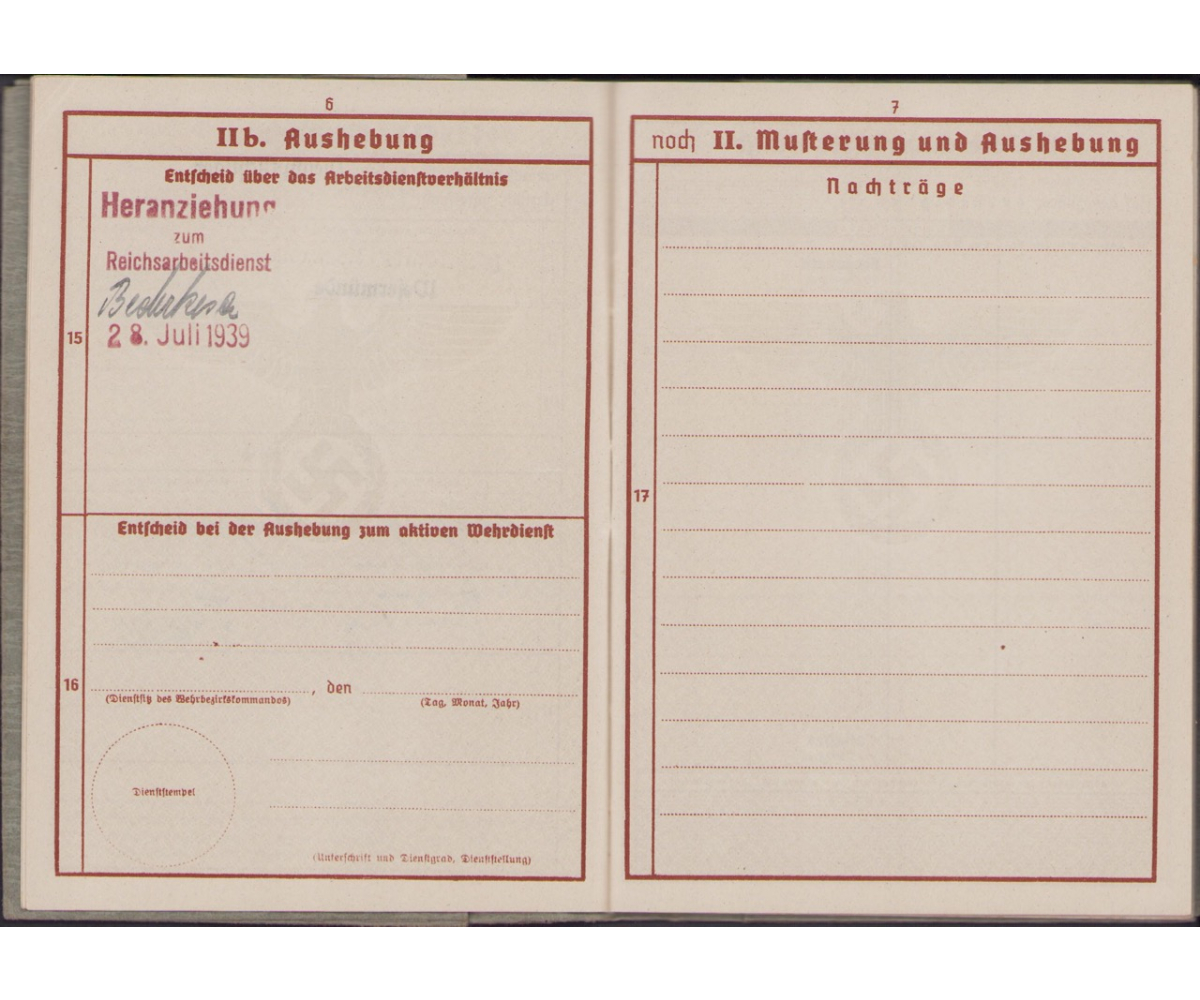 6
IIb. Aushebung
15
Entscheid über das Arbeitsdienstverhältnis
Heranziehung
zum
Reichsarbeitsdienst
Bederkesa
28. Juli 1939
16
Entscheid bei der Aushebung zum aktiven Wehrdienst
, den
(Dienstsitz des Wehrbezirkskommandos) (Tag, Monat, Jahr)
Dienststempel
(Unterschrift und Dienstgrad, Dienststellung)
7
noch II. Musterung und Aushebung
Nachträge
17